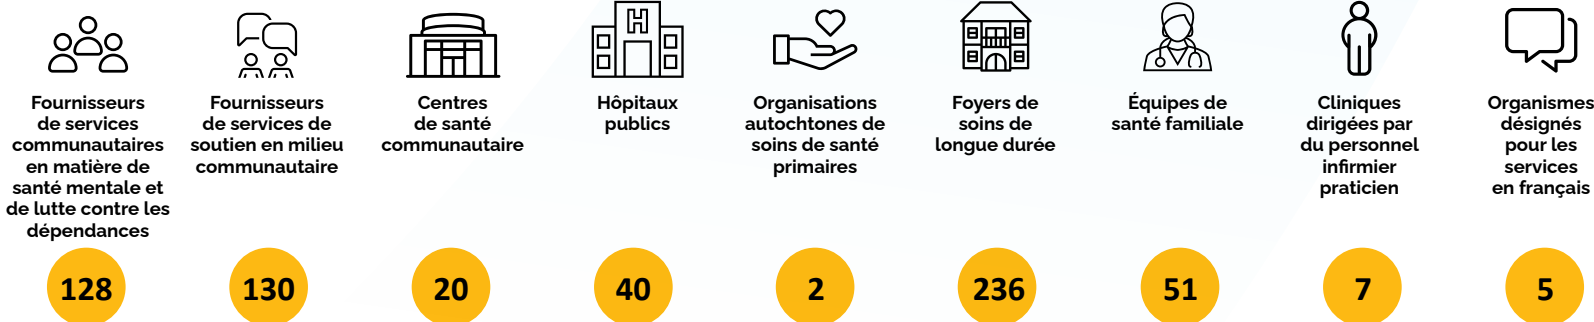 H
Fournisseurs
de services
communautaires
en matière de
santé mentale et
de lutte contre les
dépendances
128
Fournisseurs
de services de
soutien en milieu
communautaire
130
Centres
de santé
communautaire
20
Hôpitaux
publics
40
Organisations
autochtones de
soins de santé
primaires
2
Foyers de
soins de
longue durée
236
Équipes de
santé familiale
51
Cliniques
dirigées par
du personnel
infirmier
praticien
7
Organismes
désignés
pour les
services
en français
5